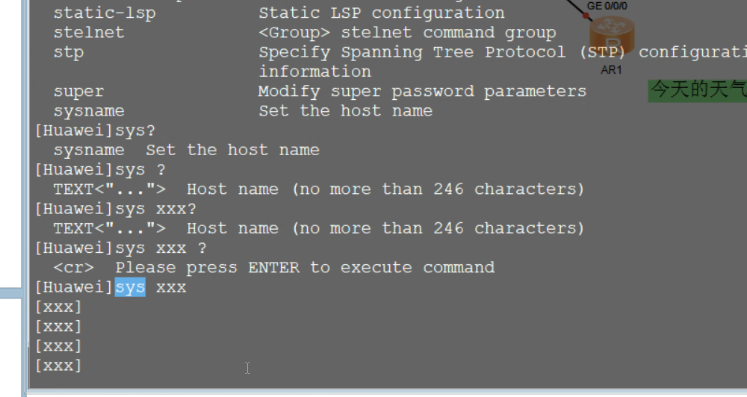 static-lsp Static LSP configuration
stelnet <Group> stelnet command group
stp Specify Spanning Tree Protocol (STP) configurati
information
super Modify super password parameters
sysname Set the host name
[Huawei]sys?
sysname Set the host name
[Huawei]sys ?
TEXT<"..."> Host name (no more than 246 characters)
[Huawei]sys xxx?
TEXT<"..."> Host name (no more than 246 characters)
[Huawei]sys xxx ?
<cr> Please press ENTER to execute command
[Huawei]sys xxx
[xxx]
[xxx]
[xxx]
[xxx]
GE 0/0/0
R
AR1
今天的天气